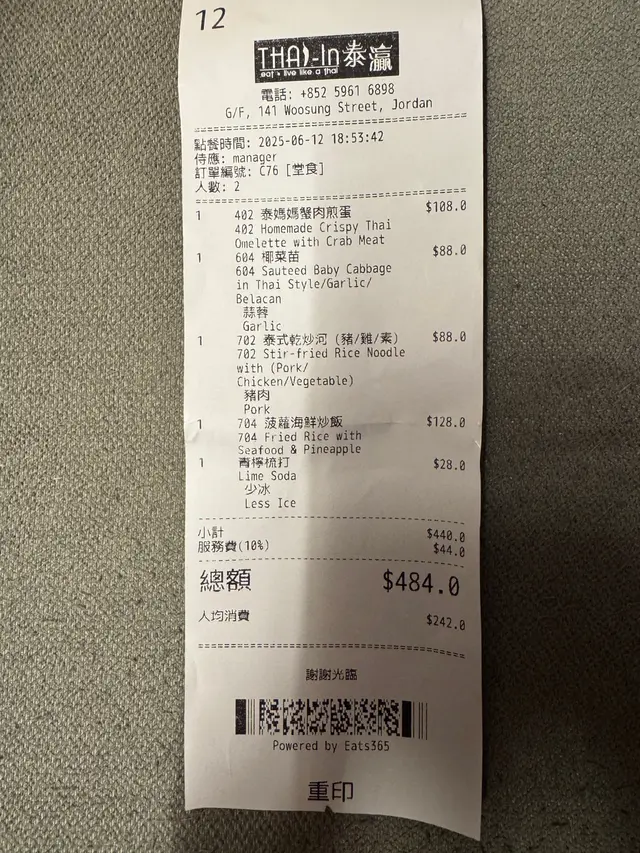 12
THAI-In 泰瀛
eat • live like a thai
電話: +852 5961 6898
G/F, 141 Woosung Street, Jordan
點餐時間: 2025-06-12 18:53:42
侍應: manager
訂單編號: C76 [堂食]
人數: 2
1 402 泰媽媽蟹肉煎蛋 $108.0
402 Homemade Crispy Thai
Omelette with Crab Meat
1 604 椰菜苗 $88.0
604 Sauteed Baby Cabbage
in Thai Style/Garlic/
Belacan
蒜蓉
Garlic
1 702 泰式乾炒河 (豬/雞/素) $88.0
702 Stir-fried Rice Noodle
with (Pork/
Chicken/Vegetable)
豬肉
Pork
1 704 菠蘿海鮮炒飯 $128.0
704 Fried Rice with
Seafood & Pineapple
1 青檸梳打 $28.0
Lime Soda
少冰
Less Ice
小計 $440.0
服務費(10%) $44.0
總額 $484.0
人均消費 $242.0
謝謝光臨
Powered by Eats365
重印